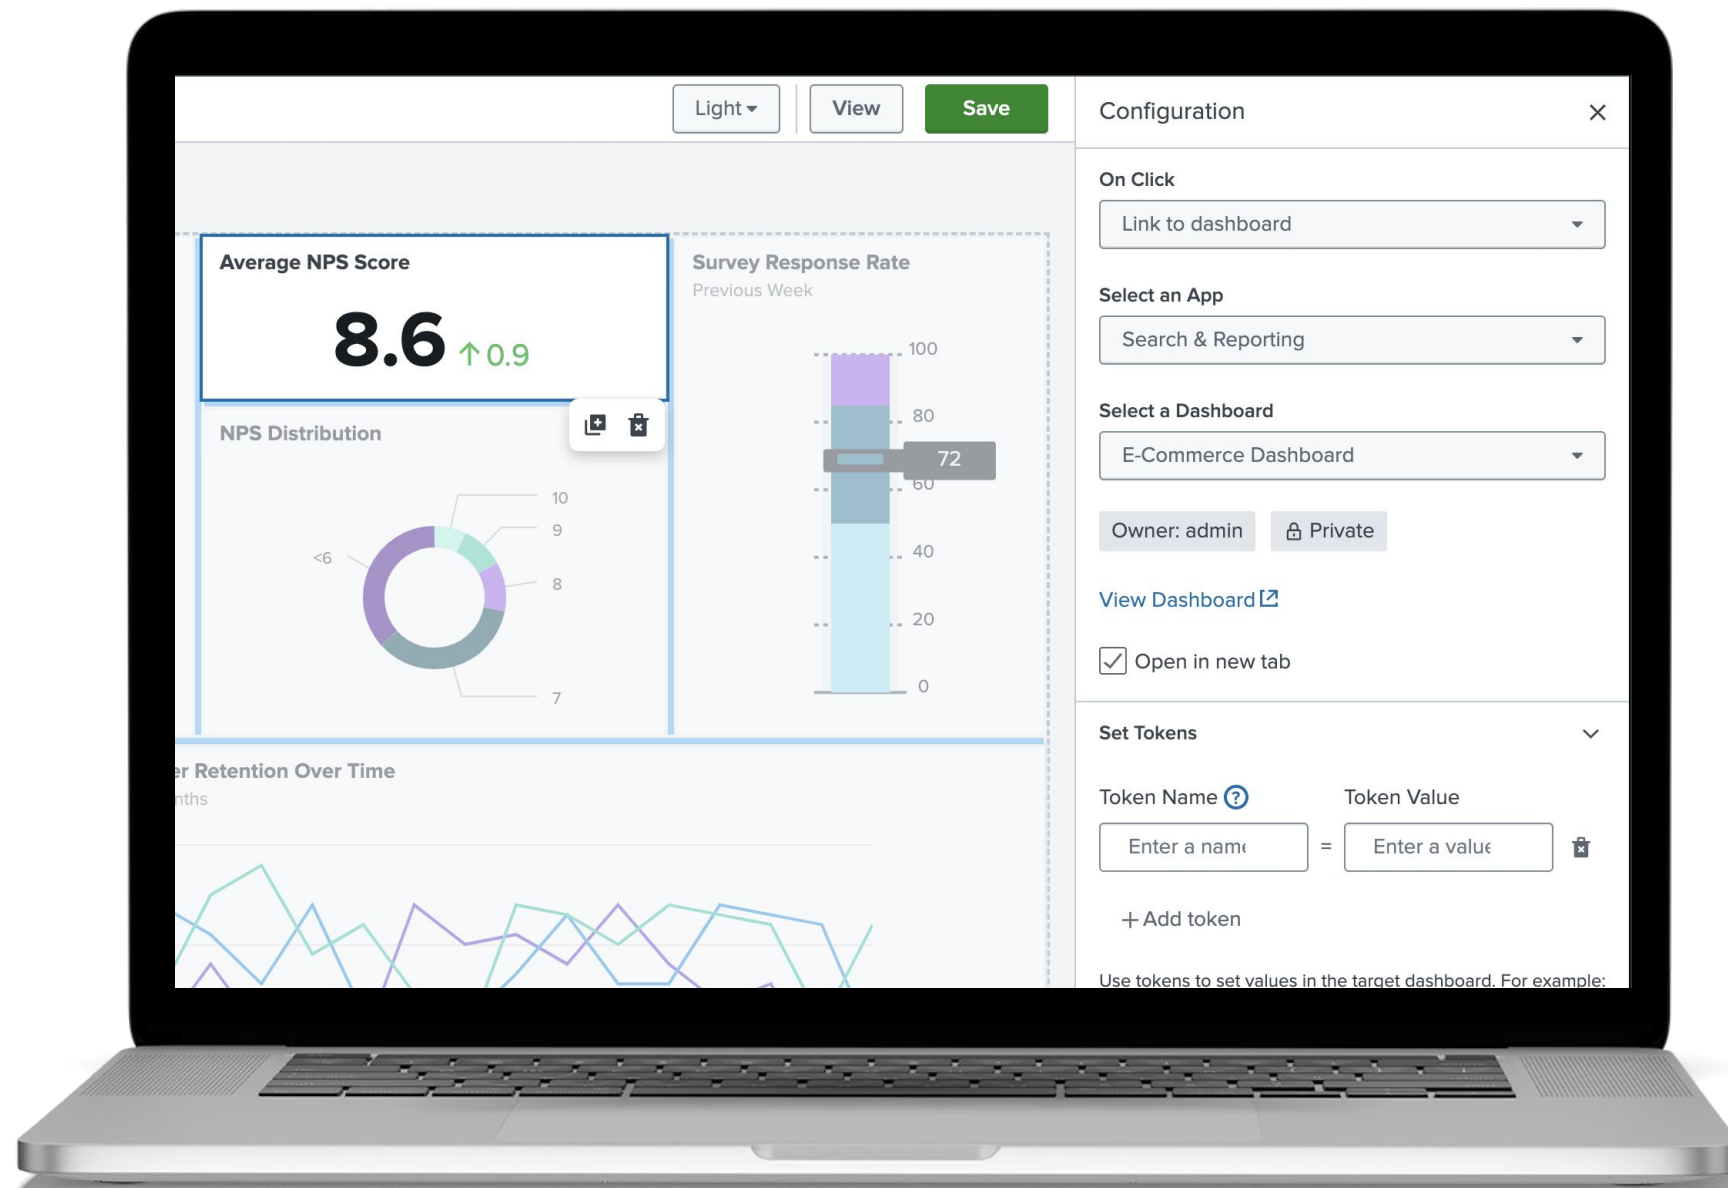 Light
View
Save
Configuration
On Click
Link to dashboard
Select an App
Search & Reporting
Select a Dashboard
E-Commerce Dashboard
Owner: admin
Private
View Dashboard
Open in new tab
Set Tokens
Token Name ?
Token Value
Enter a name
=
Enter a value
+ Add token
Use tokens to set values in the target dashboard. For example:
Average NPS Score
8.6 ↑ 0.9
NPS Distribution
10
9
<6
8
7
Survey Response Rate
Previous Week
100
80
72
60
40
20
0
er Retention Over Time
nths